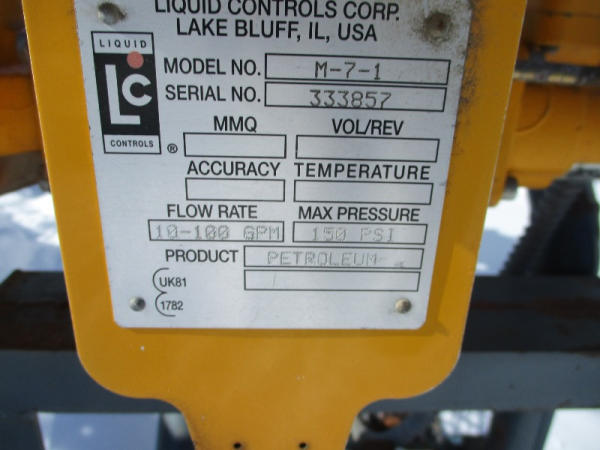 LIQUID CONTROLS CORP.
LAKE BLUFF, IL, USA
LIQUID
LC
CONTROLS
®
MODEL NO. M-7-1
SERIAL NO. 333857
MMQ VOL/REV
ACCURACY TEMPERATURE
FLOW RATE MAX PRESSURE
10-100 GPM 150 PSI
PRODUCT PETROLEUM
UK81
1782